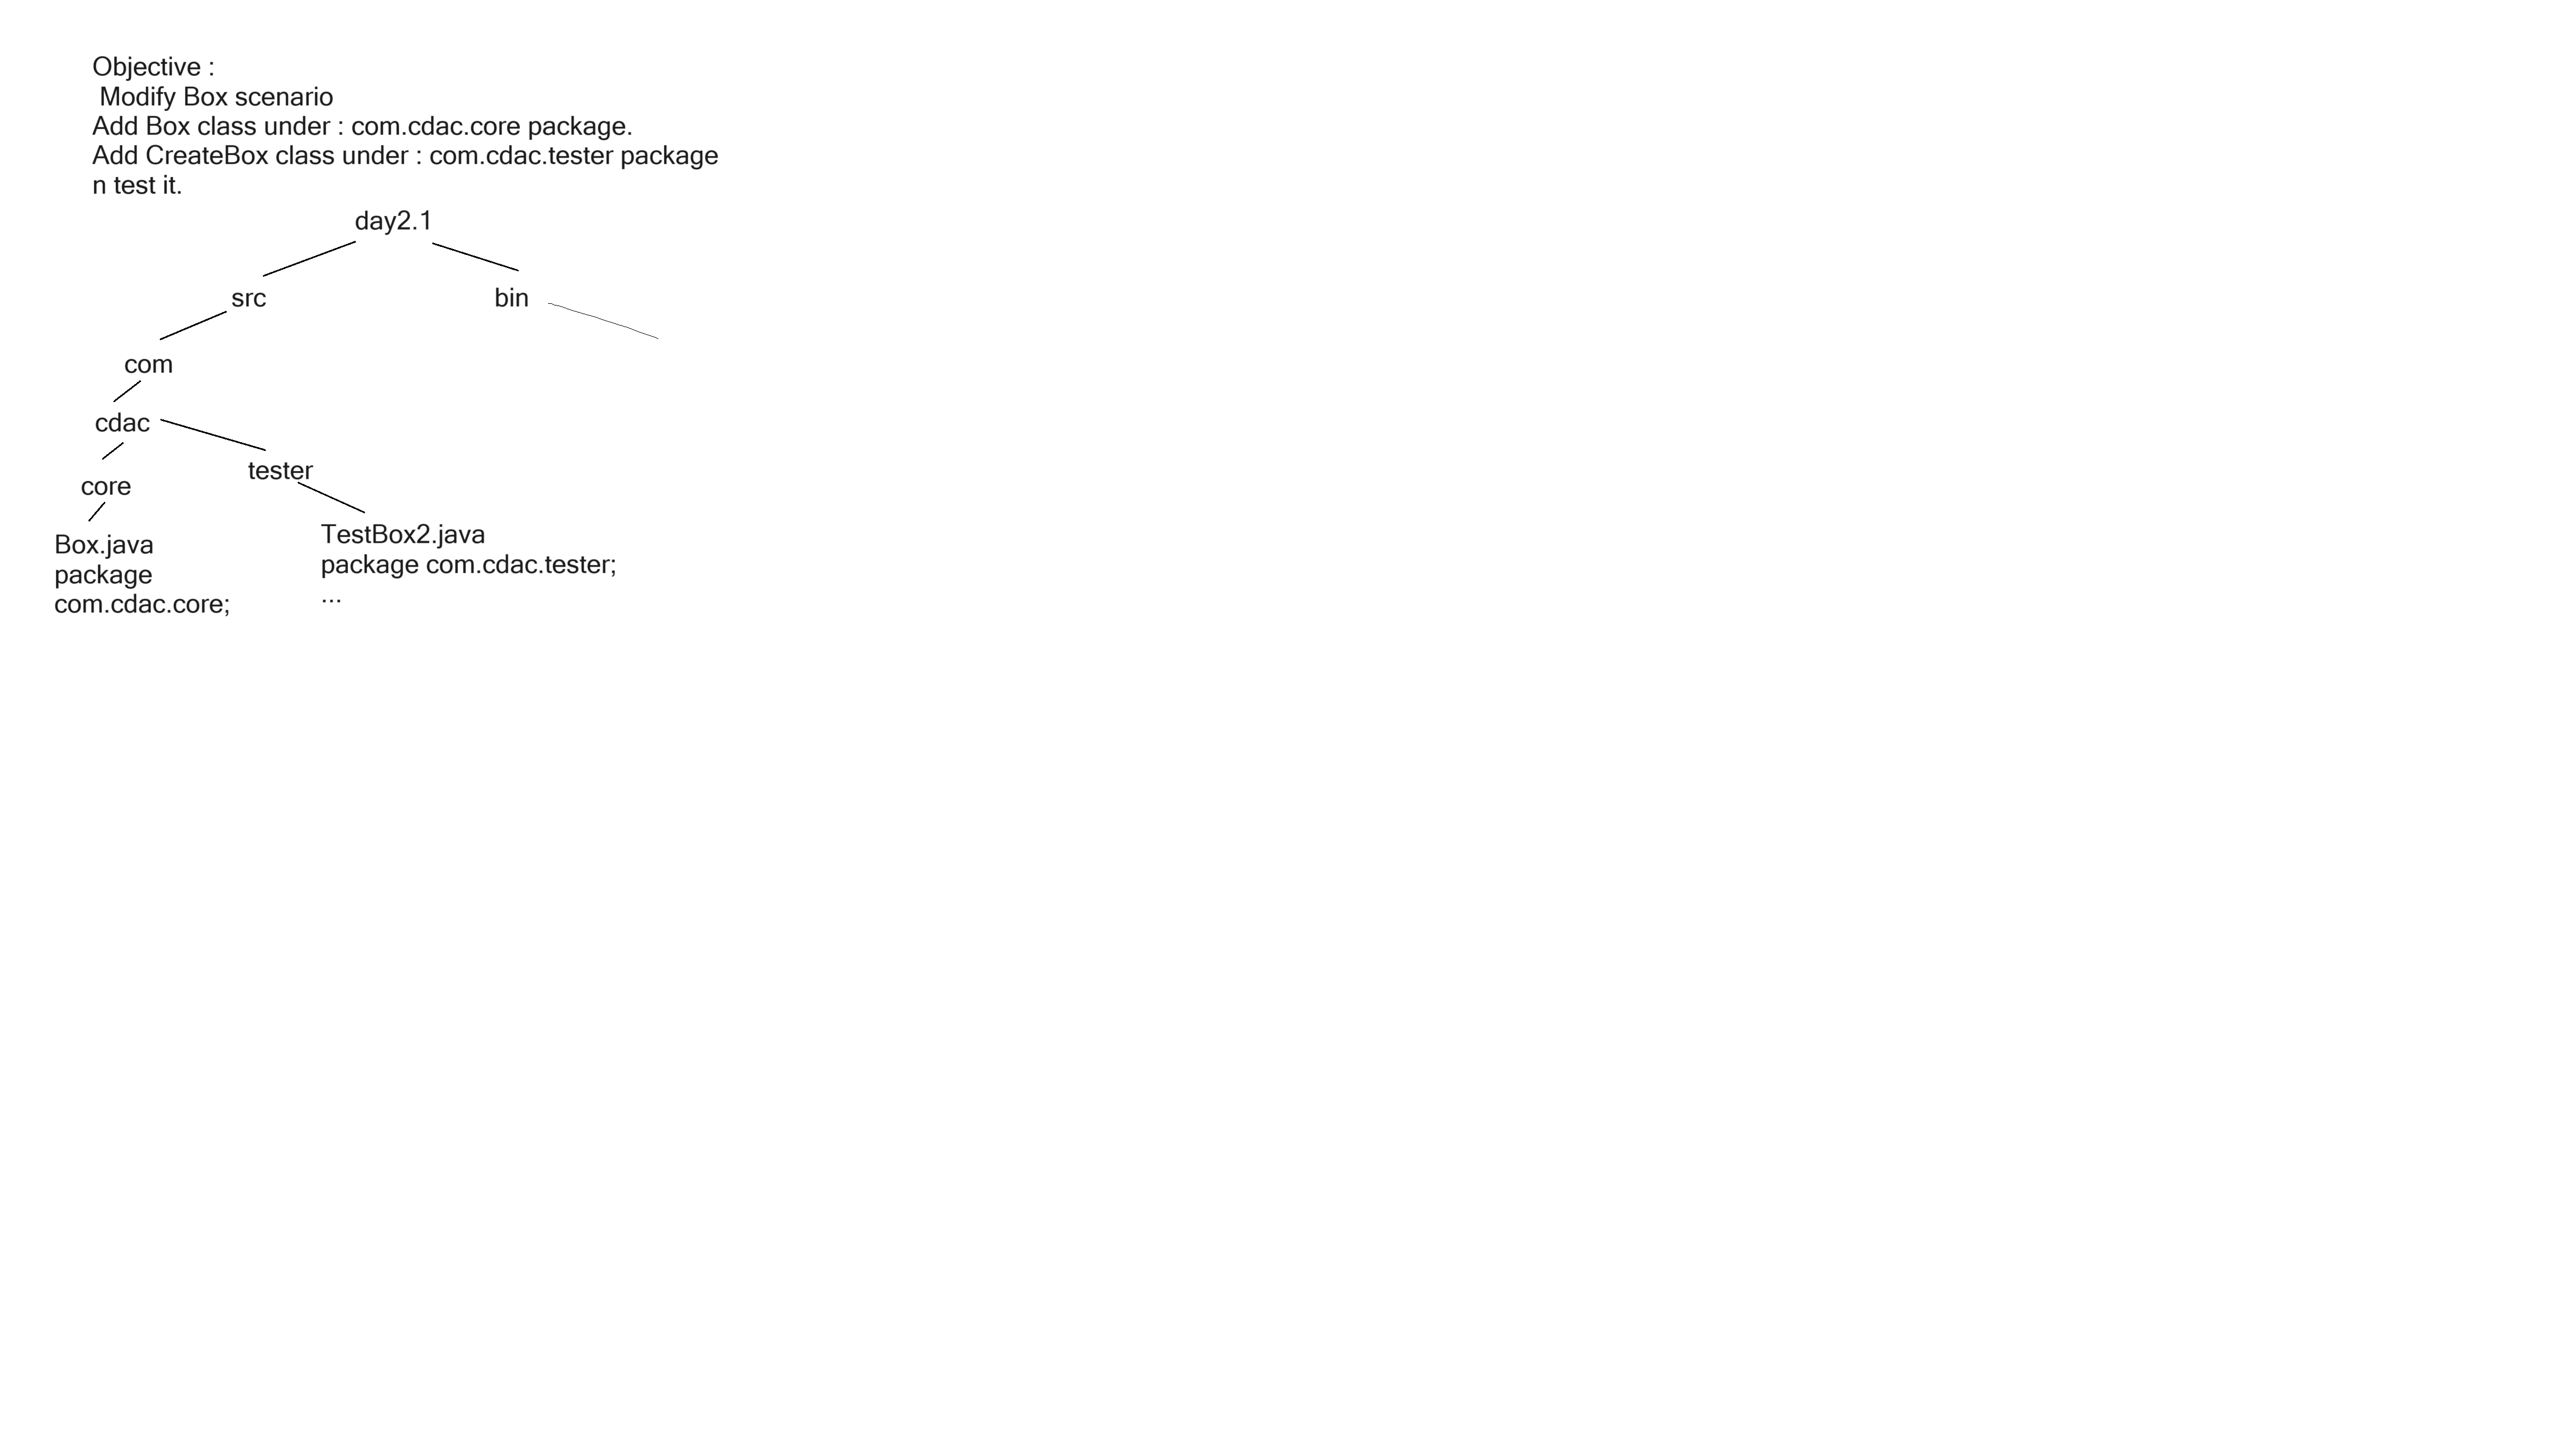 Objective :
Modify Box scenario
Add Box class under : com.cdac.core package.
Add CreateBox class under : com.cdac.tester package
n test it.
day2.1
src
bin
com
cdac
tester
core
TestBox2.java
package com.cdac.tester;
...
Box.java
package
com.cdac.core;